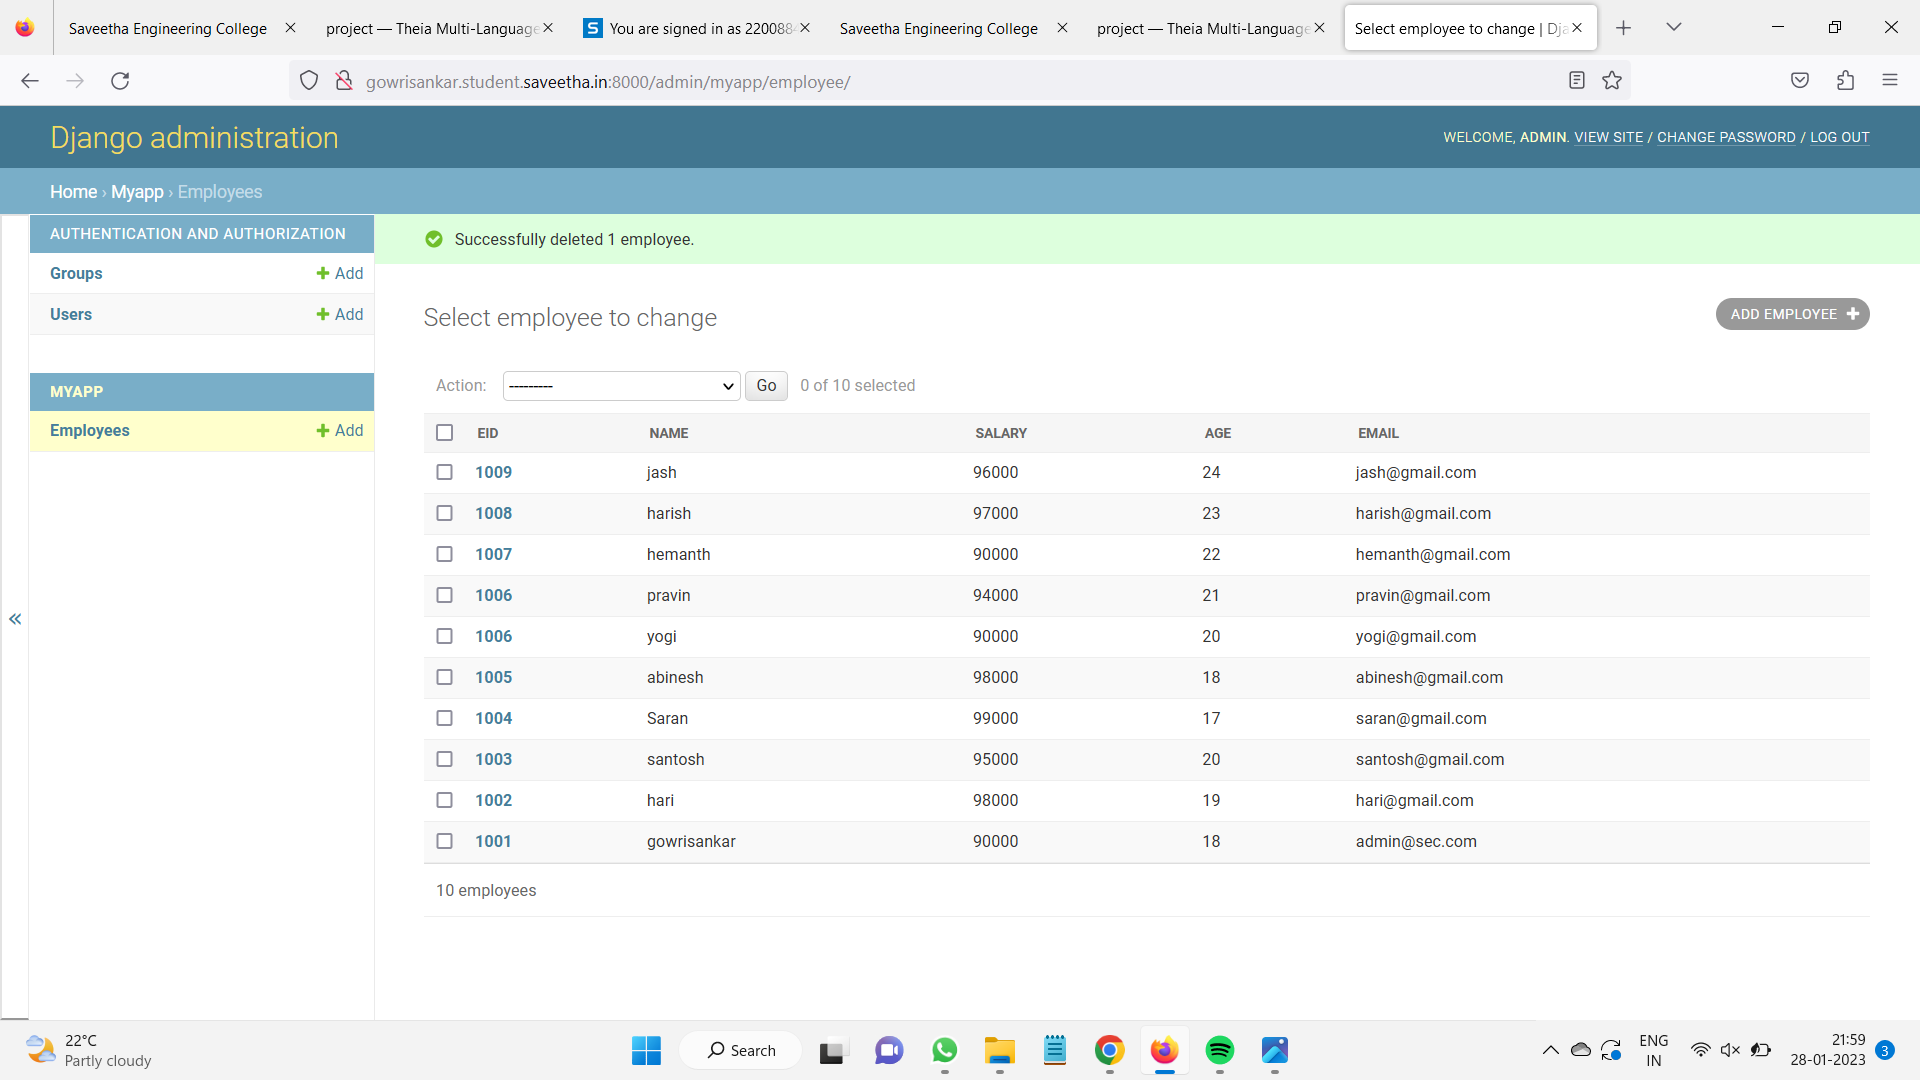 Saveetha Engineering College
project — Theia Multi-Language
You are signed in as 220088
Saveetha Engineering College
project — Theia Multi-Language
Select employee to change | Dja
gowrisankar.student.saveetha.in:8000/admin/myapp/employee/
Django administration
WELCOME, ADMIN. VIEW SITE / CHANGE PASSWORD / LOG OUT
Home › Myapp › Employees
AUTHENTICATION AND AUTHORIZATION
Groups Add
Users Add
MYAPP
Employees Add
«
Successfully deleted 1 employee.
Select employee to change
ADD EMPLOYEE +
Action: --------- Go 0 of 10 selected
EID NAME SALARY AGE EMAIL
1009 jash 96000 24 jash@gmail.com
1008 harish 97000 23 harish@gmail.com
1007 hemanth 90000 22 hemanth@gmail.com
1006 pravin 94000 21 pravin@gmail.com
1006 yogi 90000 20 yogi@gmail.com
1005 abinesh 98000 18 abinesh@gmail.com
1004 Saran 99000 17 saran@gmail.com
1003 santosh 95000 20 santosh@gmail.com
1002 hari 98000 19 hari@gmail.com
1001 gowrisankar 90000 18 admin@sec.com
10 employees
22°C
Partly cloudy
Search
ENG
IN
21:59
28-01-2023
3